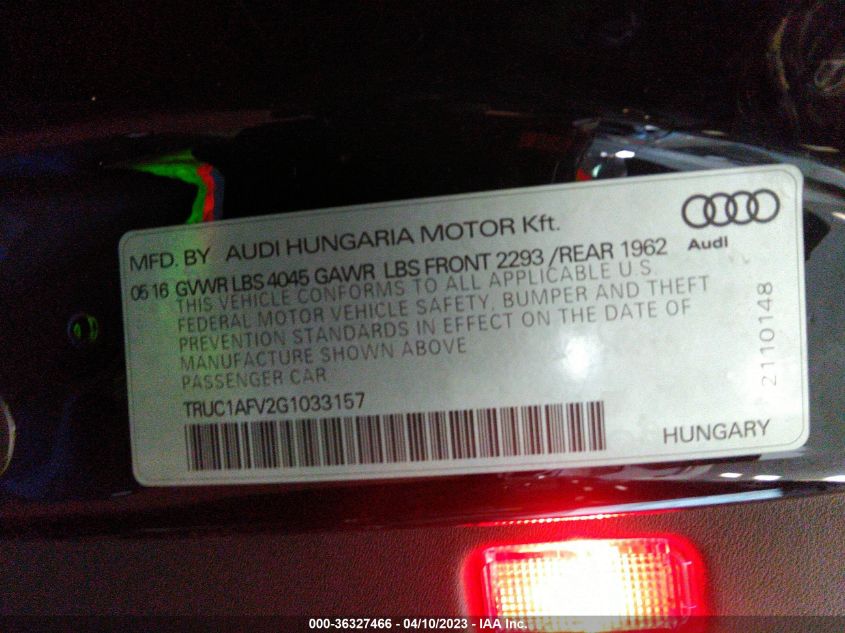 MFD. BY AUDI HUNGARIA MOTOR Kft.
Audi
05 16 GVWR LBS 4045 GAWR LBS FRONT 2293 /REAR 1962
THIS VEHICLE CONFORMS TO ALL APPLICABLE U.S
FEDERAL MOTOR VEHICLE SAFETY, BUMPER AND THEFT
PREVENTION STANDARDS IN EFFECT ON THE DATE OF
MANUFACTURE SHOWN ABOVE
PASSENGER CAR
2110148
TRUC1AFV2G1033157
HUNGARY
000-36327466 - 04/10/2023 - IAA Inc.